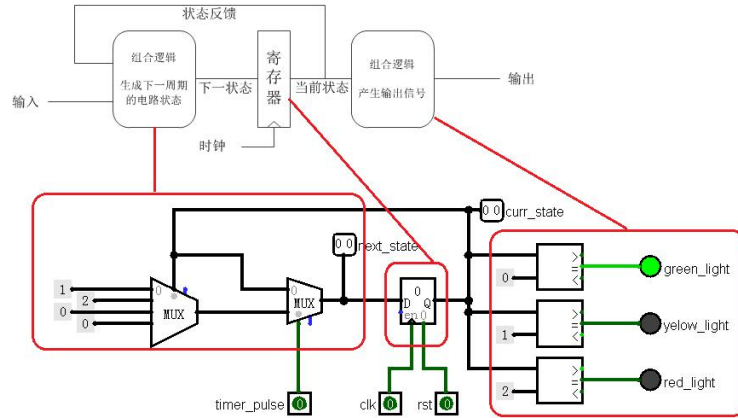 状态反馈
组合逻辑
生成下一周期
的电路状态
输入
下一状态
寄存器
当前状态
时钟
组合逻辑
产生输出信号
输出
0 0 curr_state
0 0 next_state
1
2
0
0
0
MUX
0
MUX
0
D Q
en 0
0
>
=
<
green_light
1
>
=
<
yelow_light
2
>
=
<
red_light
timer_pulse 0
clk 0
rst 0